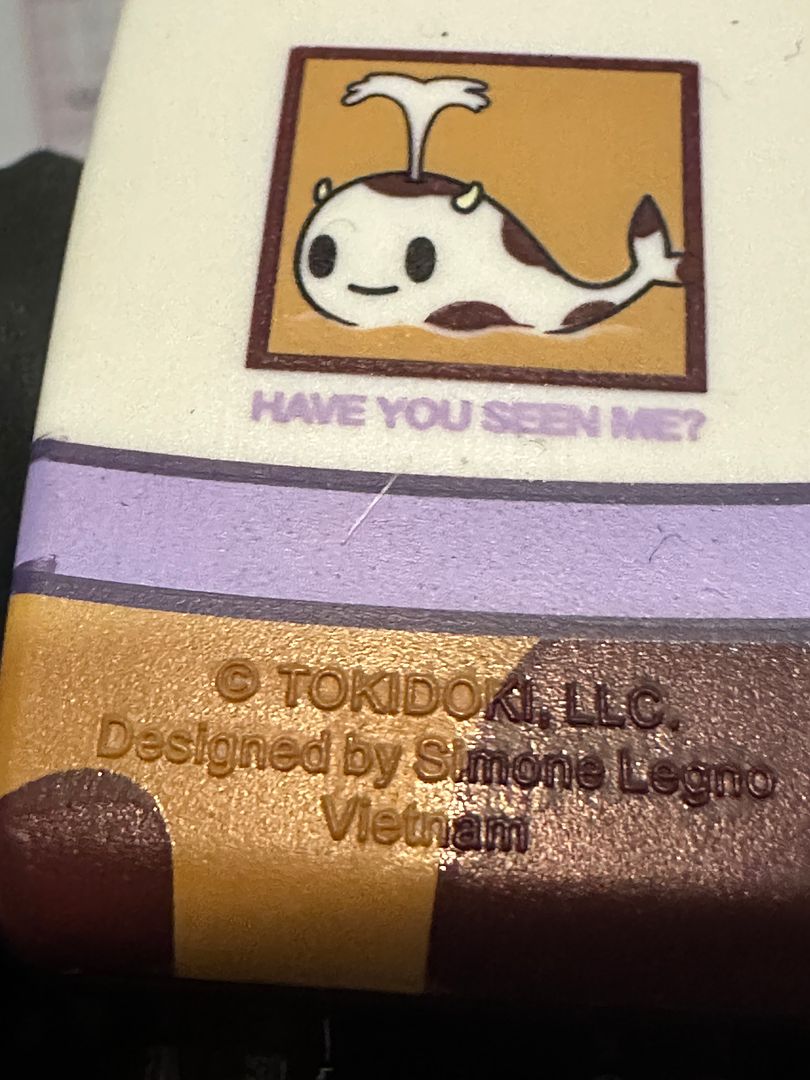 HAVE YOU SEEN ME?
© TOKIDOKI, LLC.
Designed by Simone Legno
Vietnam